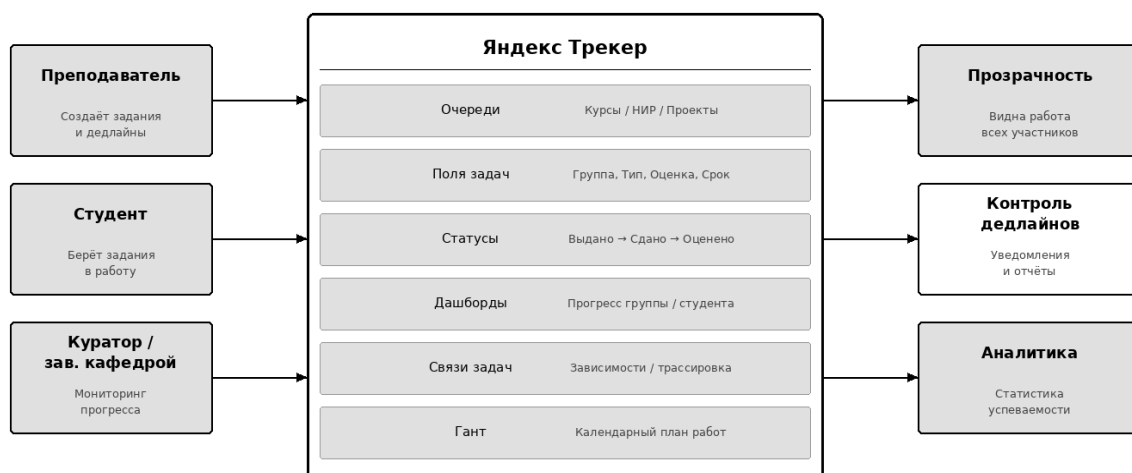 Преподаватель
Создаёт задания
и дедлайны
Студент
Берёт задания
в работу
Куратор /
зав. кафедрой
Мониторинг
прогресса
Яндекс Трекер
Очереди Курсы / НИР / Проекты
Поля задач Группа, Тип, Оценка, Срок
Статусы Выдано → Сдано → Оценено
Дашборды Прогресс группы / студента
Связи задач Зависимости / трассировка
Гант Календарный план работ
Прозрачность
Видна работа
всех участников
Контроль
дедлайнов
Уведомления
и отчёты
Аналитика
Статистика
успеваемости